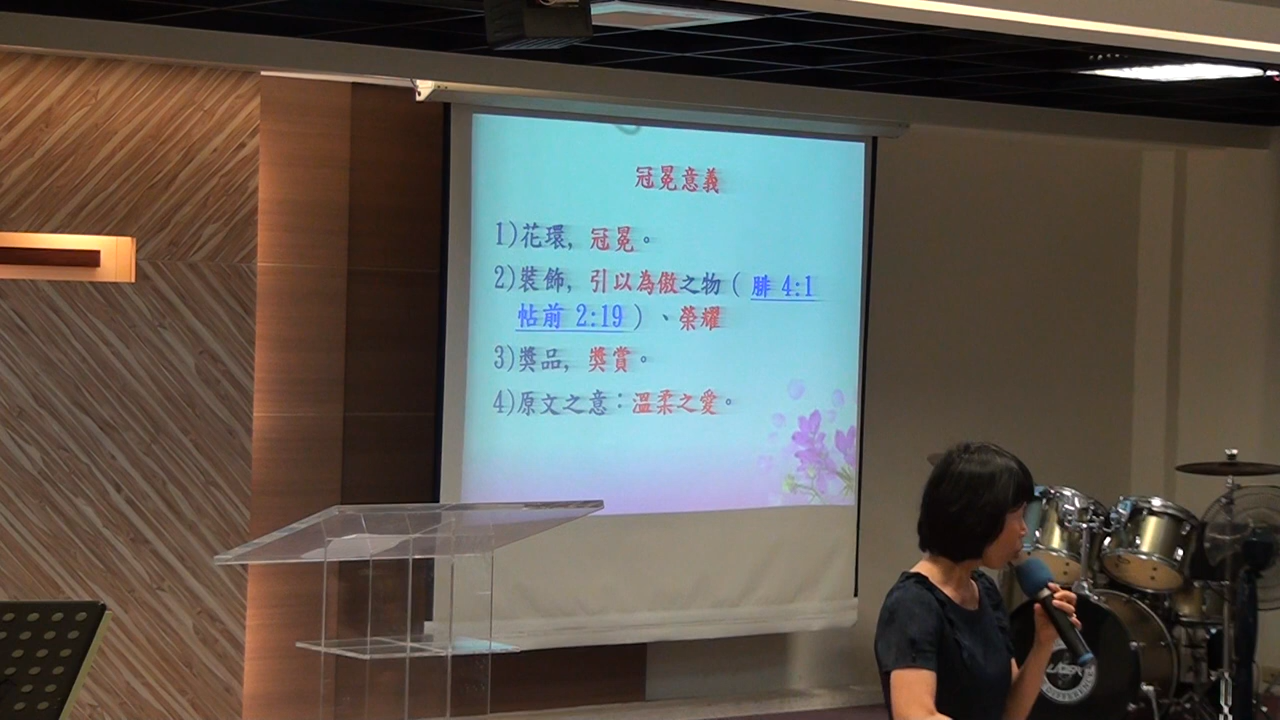 冠冕意義
1)花環, 冠冕。
2)裝飾, 引以為傲之物( 腓 4:1
帖前 2:19 )、榮耀
3)獎品, 獎賞。
4)原文之意：溫柔之愛。